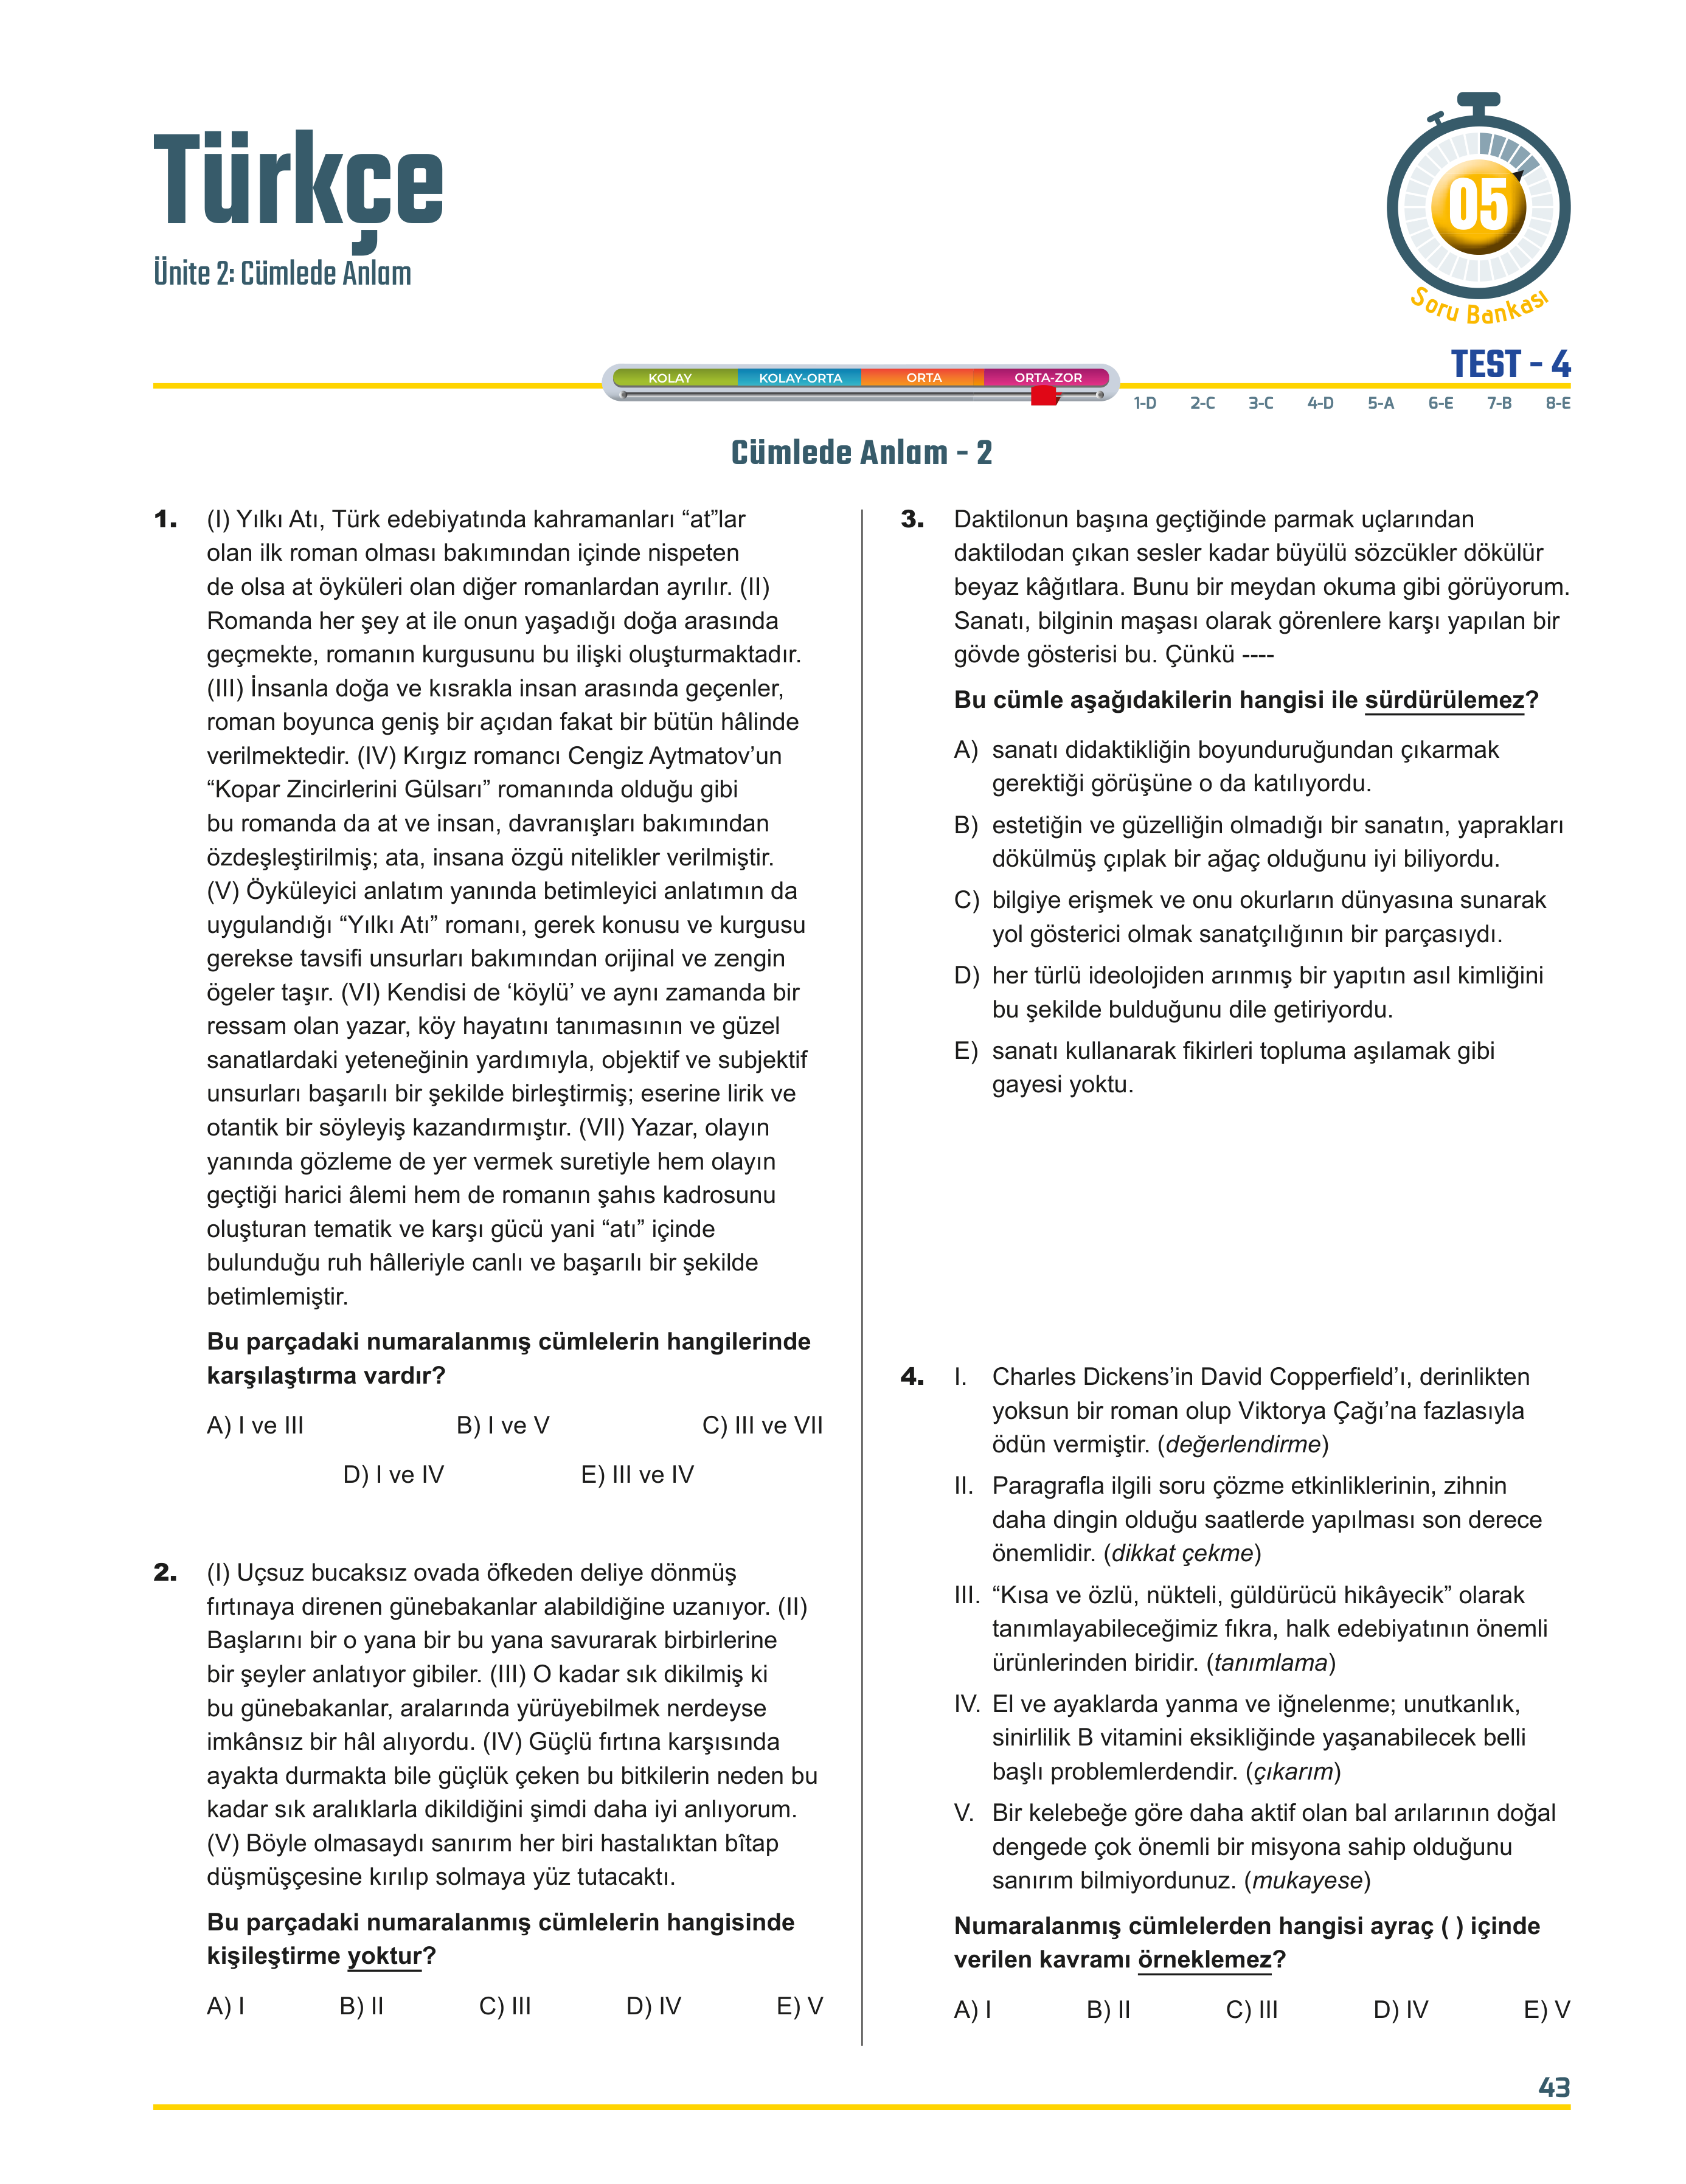 Türkçe
Ünite 2: Cümlede Anlam
05
Soru Bankası
TEST - 4
KOLAY KOLAY-ORTA ORTA ORTA-ZOR
1-D 2-C 3-C 4-D 5-A 6-E 7-B 8-E
Cümlede Anlam - 2
1. (I) Yılkı Atı, Türk edebiyatında kahramanları “at”lar
olan ilk roman olması bakımından içinde nispeten
de olsa at öyküleri olan diğer romanlardan ayrılır. (II)
Romanda her şey at ile onun yaşadığı doğa arasında
geçmekte, romanın kurgusunu bu ilişki oluşturmaktadır.
(III) İnsanla doğa ve kısrakla insan arasında geçenler,
roman boyunca geniş bir açıdan fakat bir bütün hâlinde
verilmektedir. (IV) Kırgız romancı Cengiz Aytmatov’un
“Kopar Zincirlerini Gülsarı” romanında olduğu gibi
bu romanda da at ve insan, davranışları bakımından
özdeşleştirilmiş; ata, insana özgü nitelikler verilmiştir.
(V) Öyküleyici anlatım yanında betimleyici anlatımın da
uygulandığı “Yılkı Atı” romanı, gerek konusu ve kurgusu
gerekse tavsifi unsurları bakımından orijinal ve zengin
ögeler taşır. (VI) Kendisi de ‘köylü’ ve aynı zamanda bir
ressam olan yazar, köy hayatını tanımasının ve güzel
sanatlardaki yeteneğinin yardımıyla, objektif ve subjektif
unsurları başarılı bir şekilde birleştirmiş; eserine lirik ve
otantik bir söyleyiş kazandırmıştır. (VII) Yazar, olayın
yanında gözleme de yer vermek suretiyle hem olayın
geçtiği harici âlemi hem de romanın şahıs kadrosunu
oluşturan tematik ve karşı gücü yani “atı” içinde
bulunduğu ruh hâlleriyle canlı ve başarılı bir şekilde
betimlemiştir.
Bu parçadaki numaralanmış cümlelerin hangilerinde
karşılaştırma vardır?
A) I ve III B) I ve V C) III ve VII
D) I ve IV E) III ve IV
2. (I) Uçsuz bucaksız ovada öfkeden deliye dönmüş
fırtınaya direnen günebakanlar alabildiğine uzanıyor. (II)
Başlarını bir o yana bir bu yana savurarak birbirlerine
bir şeyler anlatıyor gibiler. (III) O kadar sık dikilmiş ki
bu günebakanlar, aralarında yürüyebilmek nerdeyse
imkânsız bir hâl alıyordu. (IV) Güçlü fırtına karşısında
ayakta durmakta bile güçlük çeken bu bitkilerin neden bu
kadar sık aralıklarla dikildiğini şimdi daha iyi anlıyorum.
(V) Böyle olmasaydı sanırım her biri hastalıktan bîtap
düşmüşçesine kırılıp solmaya yüz tutacaktı.
Bu parçadaki numaralanmış cümlelerin hangisinde
kişileştirme yoktur?
A) I B) II C) III D) IV E) V
3. Daktilonun başına geçtiğinde parmak uçlarından
daktilodan çıkan sesler kadar büyülü sözcükler dökülür
beyaz kâğıtlara. Bunu bir meydan okuma gibi görüyorum.
Sanatı, bilginin maşası olarak görenlere karşı yapılan bir
gövde gösterisi bu. Çünkü ----
Bu cümle aşağıdakilerin hangisi ile sürdürülemez?
A) sanatı didaktikliğin boyunduruğundan çıkarmak
gerektiği görüşüne o da katılıyordu.
B) estetiğin ve güzelliğin olmadığı bir sanatın, yaprakları
dökülmüş çıplak bir ağaç olduğunu iyi biliyordu.
C) bilgiye erişmek ve onu okurların dünyasına sunarak
yol gösterici olmak sanatçılığının bir parçasıydı.
D) her türlü ideolojiden arınmış bir yapıtın asıl kimliğini
bu şekilde bulduğunu dile getiriyordu.
E) sanatı kullanarak fikirleri topluma aşılamak gibi
gayesi yoktu.
4. I. Charles Dickens’in David Copperfield’ı, derinlikten
yoksun bir roman olup Viktorya Çağı’na fazlasıyla
ödün vermiştir. (değerlendirme)
II. Paragrafla ilgili soru çözme etkinliklerinin, zihnin
daha dingin olduğu saatlerde yapılması son derece
önemlidir. (dikkat çekme)
III. “Kısa ve özlü, nükteli, güldürücü hikâyecik” olarak
tanımlayabileceğimiz fıkra, halk edebiyatının önemli
ürünlerinden biridir. (tanımlama)
IV. El ve ayaklarda yanma ve iğnelenme; unutkanlık,
sinirlilik B vitamini eksikliğinde yaşanabilecek belli
başlı problemlerdendir. (çıkarım)
V. Bir kelebeğe göre daha aktif olan bal arılarının doğal
dengede çok önemli bir misyona sahip olduğunu
sanırım bilmiyordunuz. (mukayese)
Numaralanmış cümlelerden hangisi ayraç ( ) içinde
verilen kavramı örneklemez?
A) I B) II C) III D) IV E) V
43